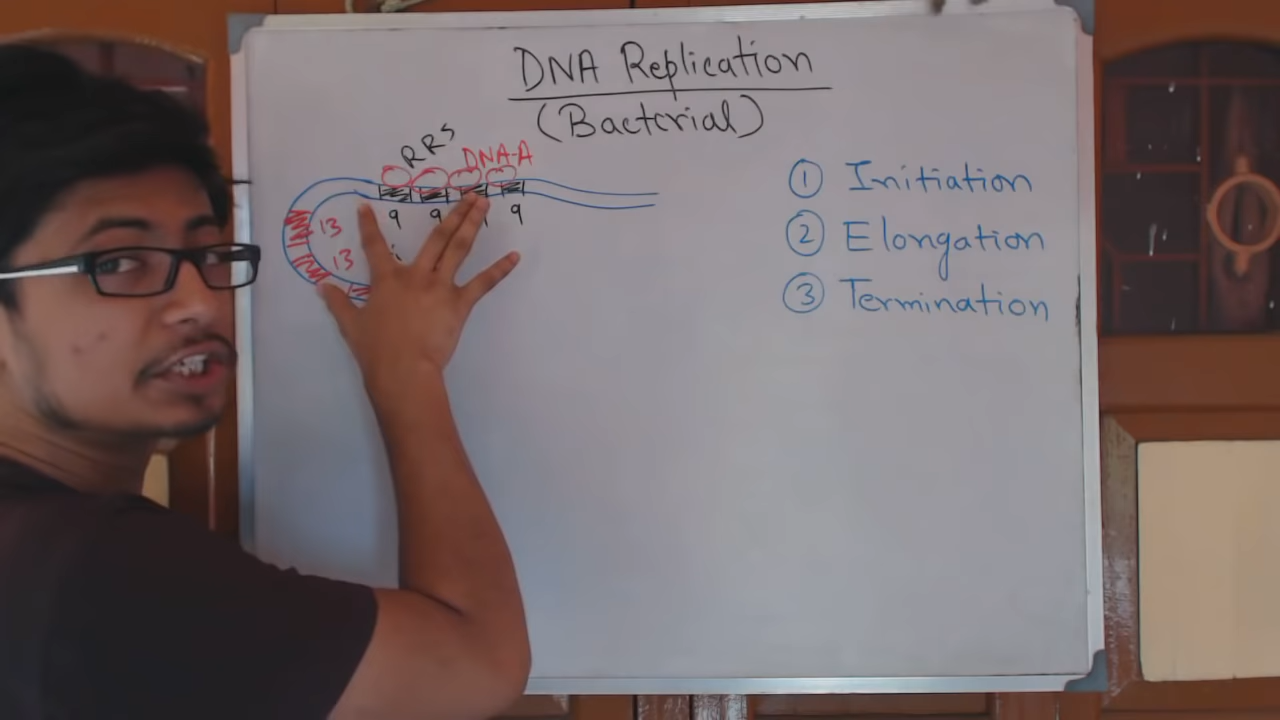 DNA Replication
(Bacterial)
RRS
DNA-A
9 9 9
13
13
① Initiation
② Elongation
③ Termination